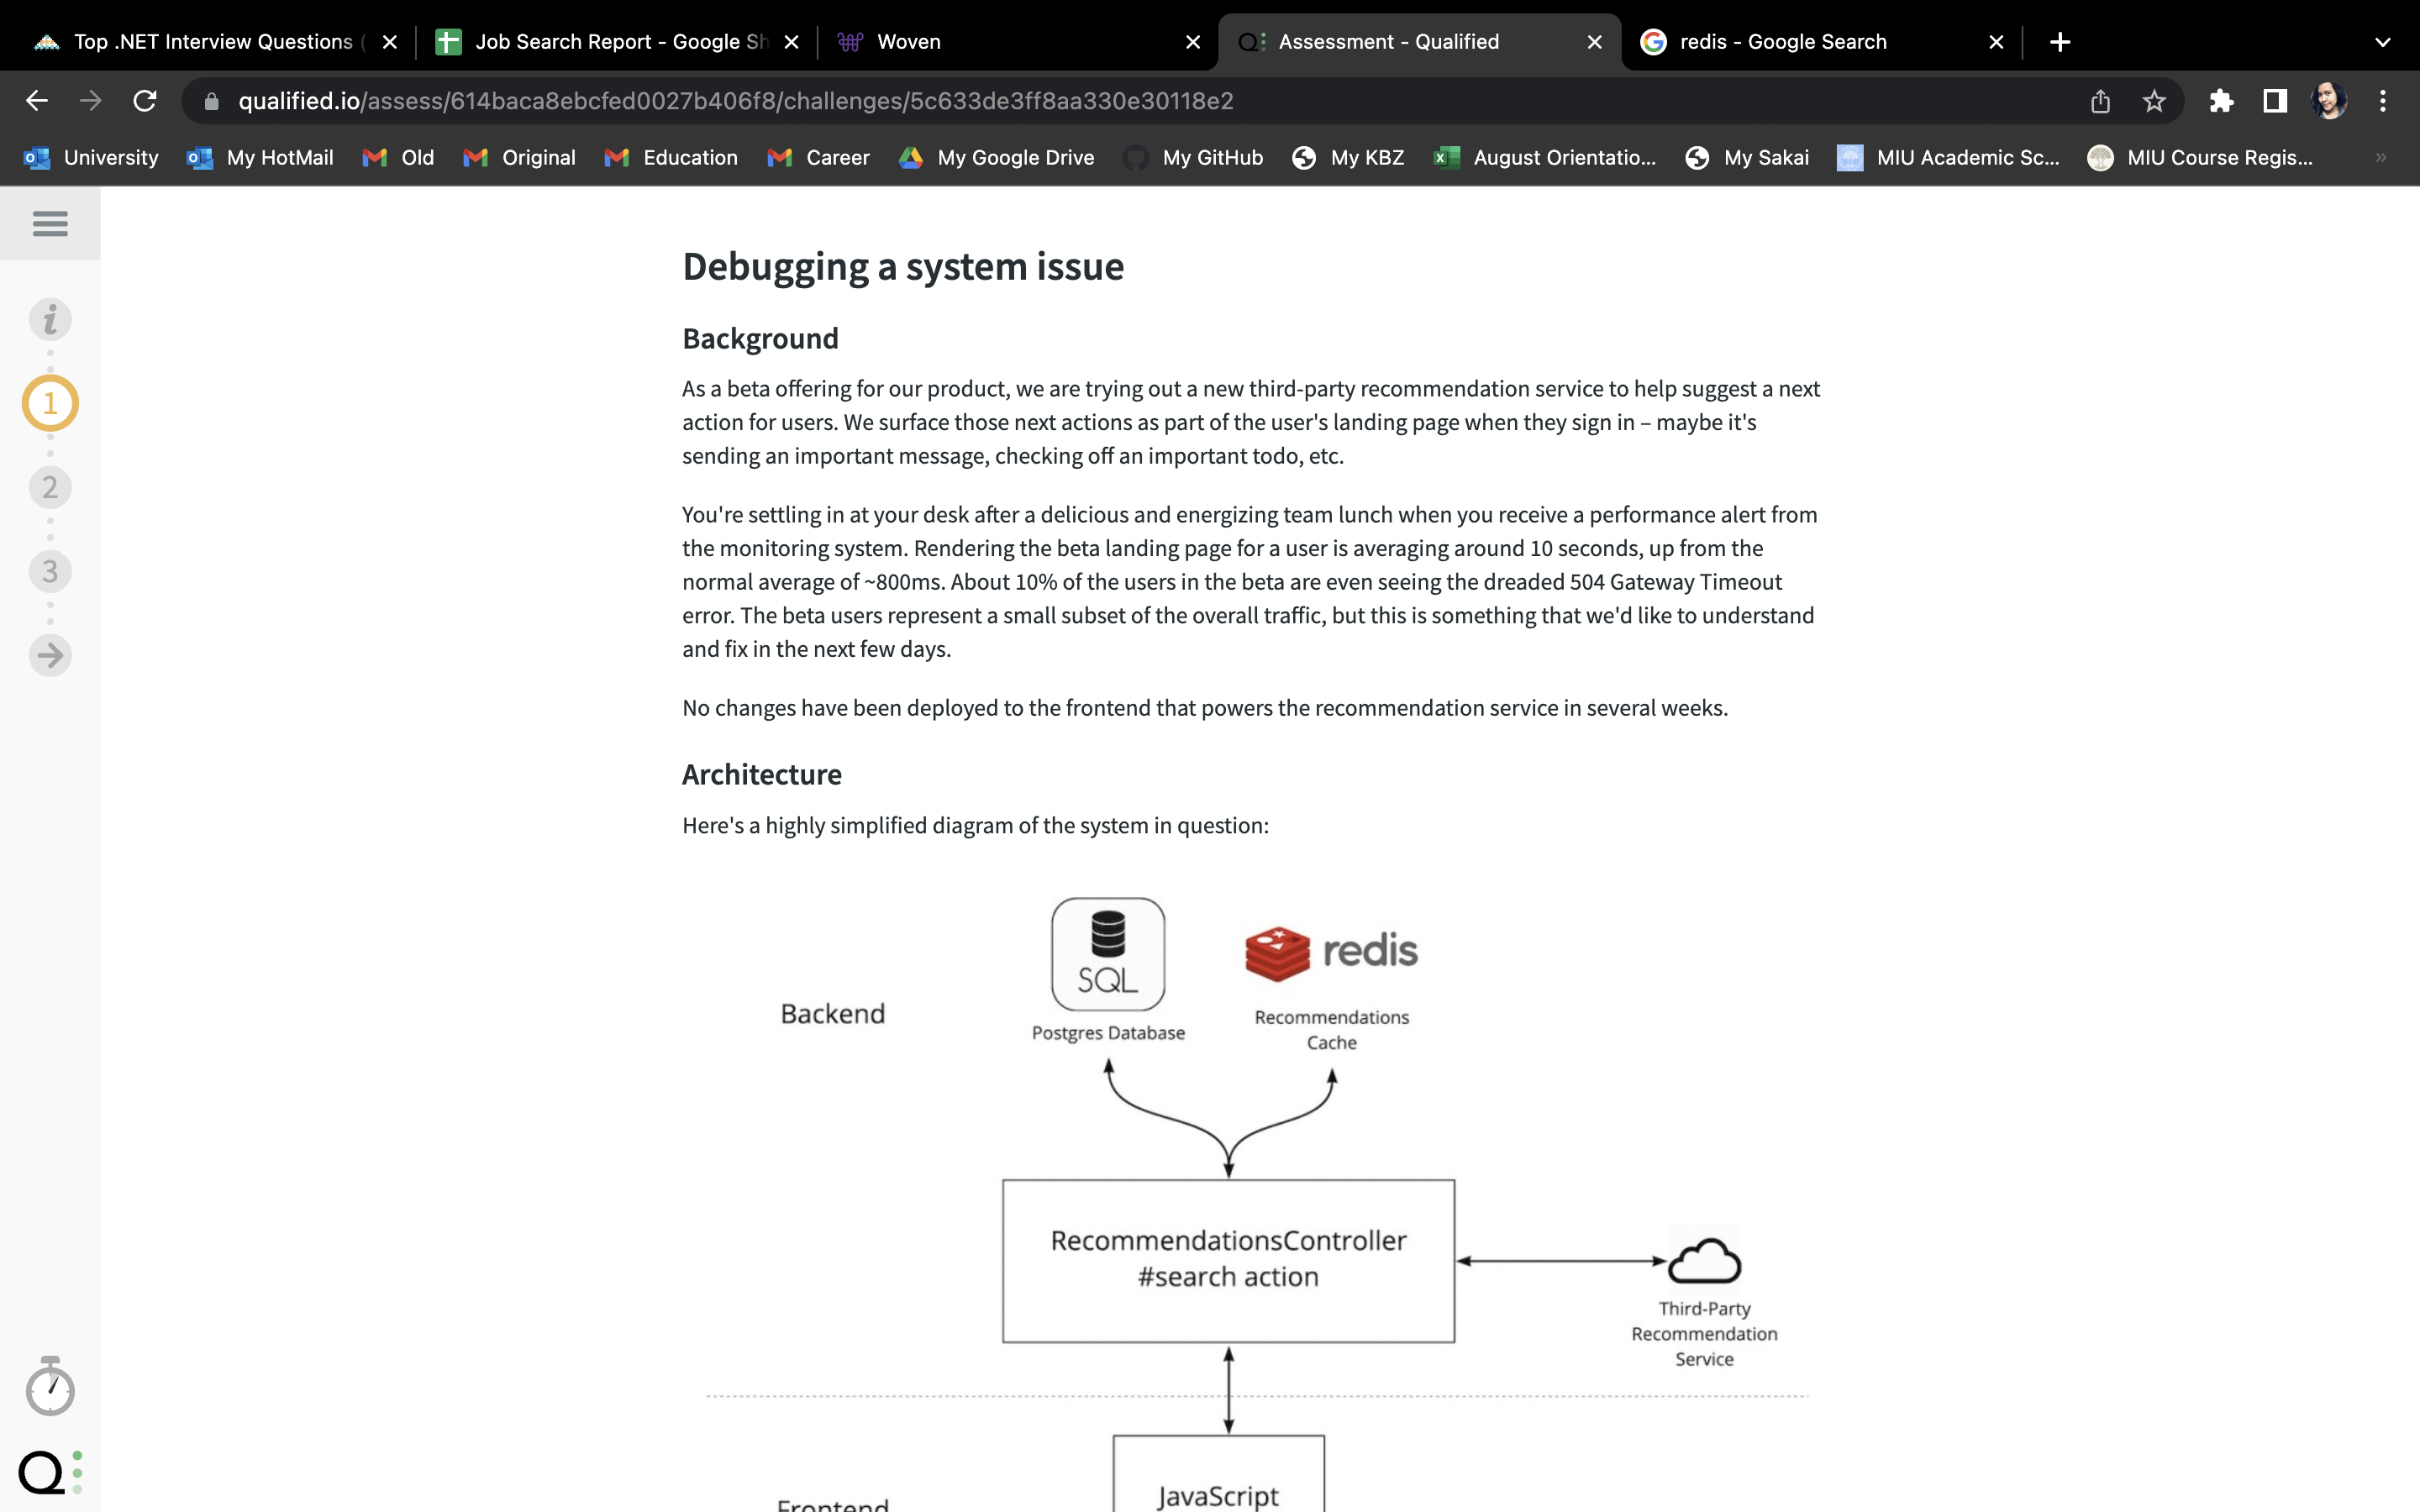 Top .NET Interview Questions (
Job Search Report - Google Sh
Woven
Assessment - Qualified
redis - Google Search
qualified.io/assess/614baca8ebcfed0027b406f8/challenges/5c633de3ff8aa330e30118e2
University
My HotMail
Old
Original
Education
Career
My Google Drive
My GitHub
My KBZ
August Orientatio...
My Sakai
MIU Academic Sc...
MIU Course Regis...
»
i
1
2
3
Debugging a system issue
Background
As a beta offering for our product, we are trying out a new third-party recommendation service to help suggest a next
action for users. We surface those next actions as part of the user's landing page when they sign in – maybe it's
sending an important message, checking off an important todo, etc.
You're settling in at your desk after a delicious and energizing team lunch when you receive a performance alert from
the monitoring system. Rendering the beta landing page for a user is averaging around 10 seconds, up from the
normal average of ~800ms. About 10% of the users in the beta are even seeing the dreaded 504 Gateway Timeout
error. The beta users represent a small subset of the overall traffic, but this is something that we'd like to understand
and fix in the next few days.
No changes have been deployed to the frontend that powers the recommendation service in several weeks.
Architecture
Here's a highly simplified diagram of the system in question:
SQL
redis
Backend
Postgres Database
Recommendations
Cache
RecommendationsController
#search action
Third-Party
Recommendation
Service
JavaScript
Frontend
Q